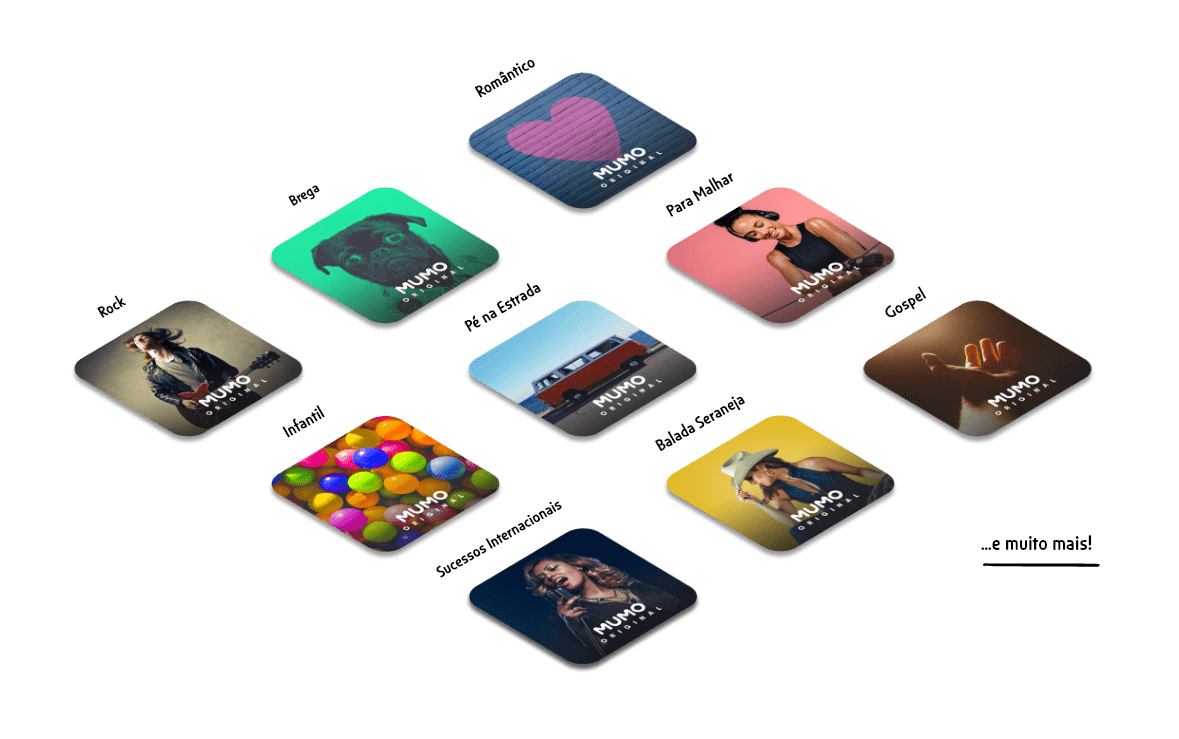 Romântico
MUMO
ORIGINAL
Brega
MUMO
ORIGINAL
Para Malhar
MUMO
ORIGINAL
Rock
MUMO
ORIGINAL
Pé na Estrada
MUMO
ORIGINAL
Gospel
MUMO
ORIGINAL
Infantil
MUMO
ORIGINAL
Balada Seraneja
MUMO
ORIGINAL
Sucessos Internacionais
MUMO
ORIGINAL
...e muito mais!